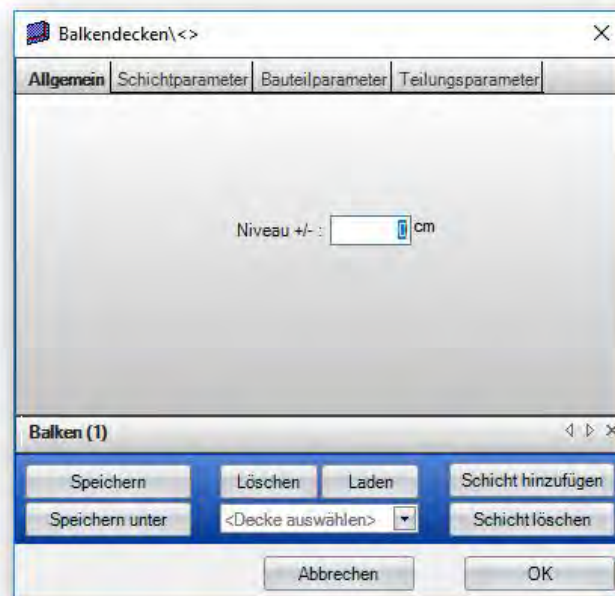 Balkendecken\<>
Allgemein Schichtparameter Bauteilparameter Teilungsparameter
Niveau +/- : 0 cm
Balken (1)
Speichern Löschen Laden Schicht hinzufügen
Speichern unter <Decke auswählen> Schicht löschen
Abbrechen OK